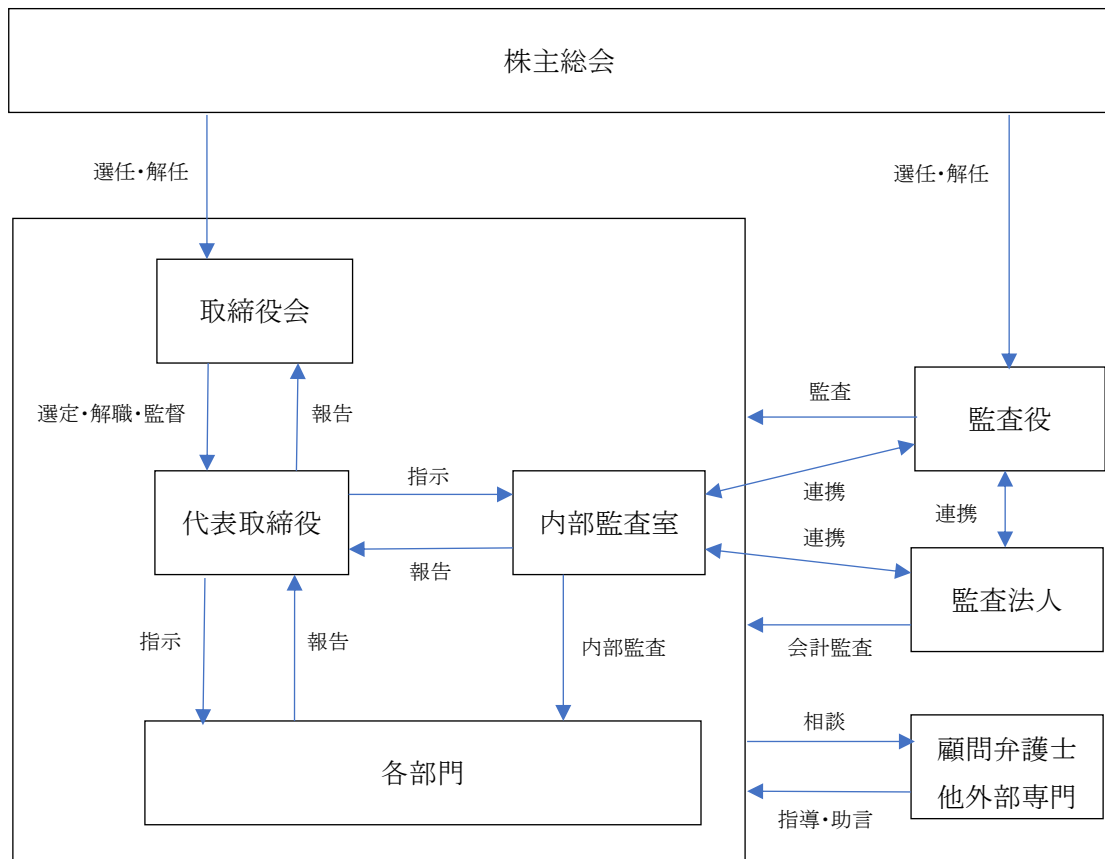 株主総会
選任・解任
選任・解任
取締役会
選定・解職・監督
報告
監査
監査役
指示
連携
代表取締役
内部監査室
連携
連携
報告
監査法人
指示
報告
内部監査
会計監査
相談
各部門
顧問弁護士
他外部専門
指導・助言